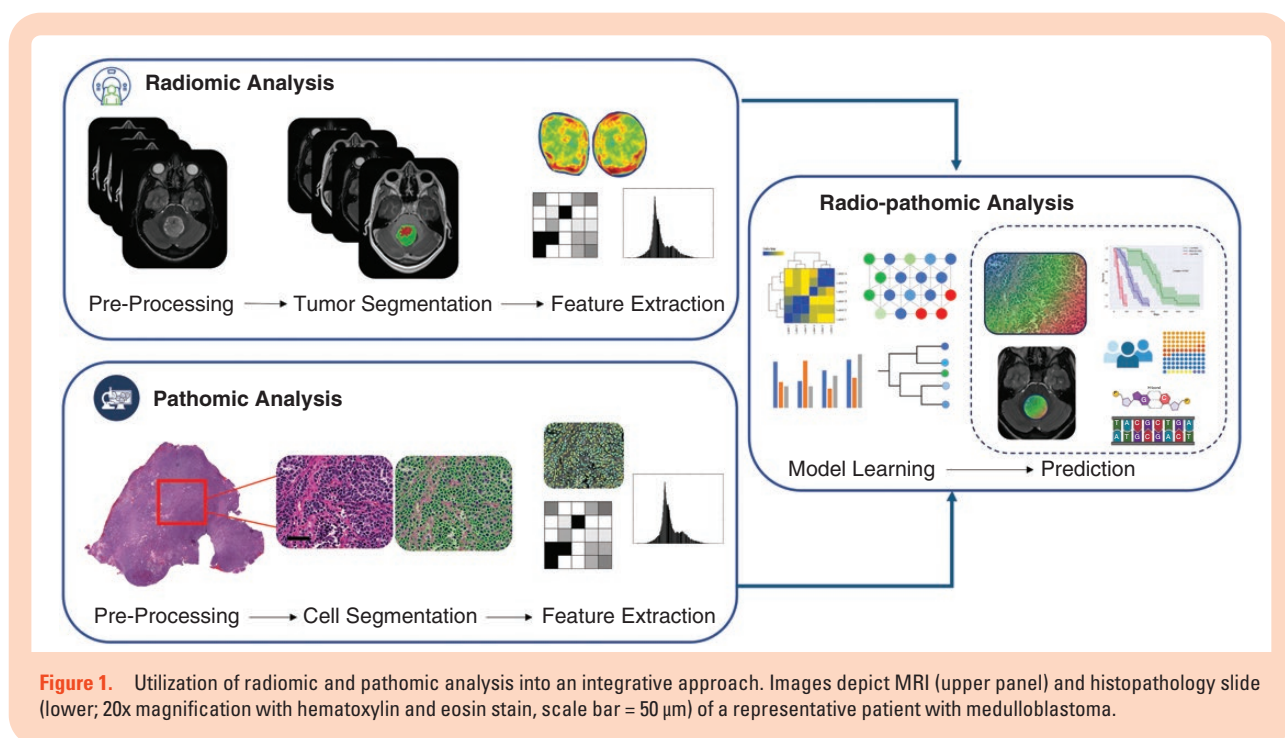 Radiomic Analysis
Pre-Processing
Tumor Segmentation
Feature Extraction
Pathomic Analysis
Pre-Processing
Cell Segmentation
Feature Extraction
Radio-pathomic Analysis
G
C
T A C G C T G A
A T G C G A C T
Model Learning
Prediction
Figure 1. Utilization of radiomic and pathomic analysis into an integrative approach. Images depict MRI (upper panel) and histopathology slide
(lower; 20x magnification with hematoxylin and eosin stain, scale bar = 50 μm) of a representative patient with medulloblastoma.